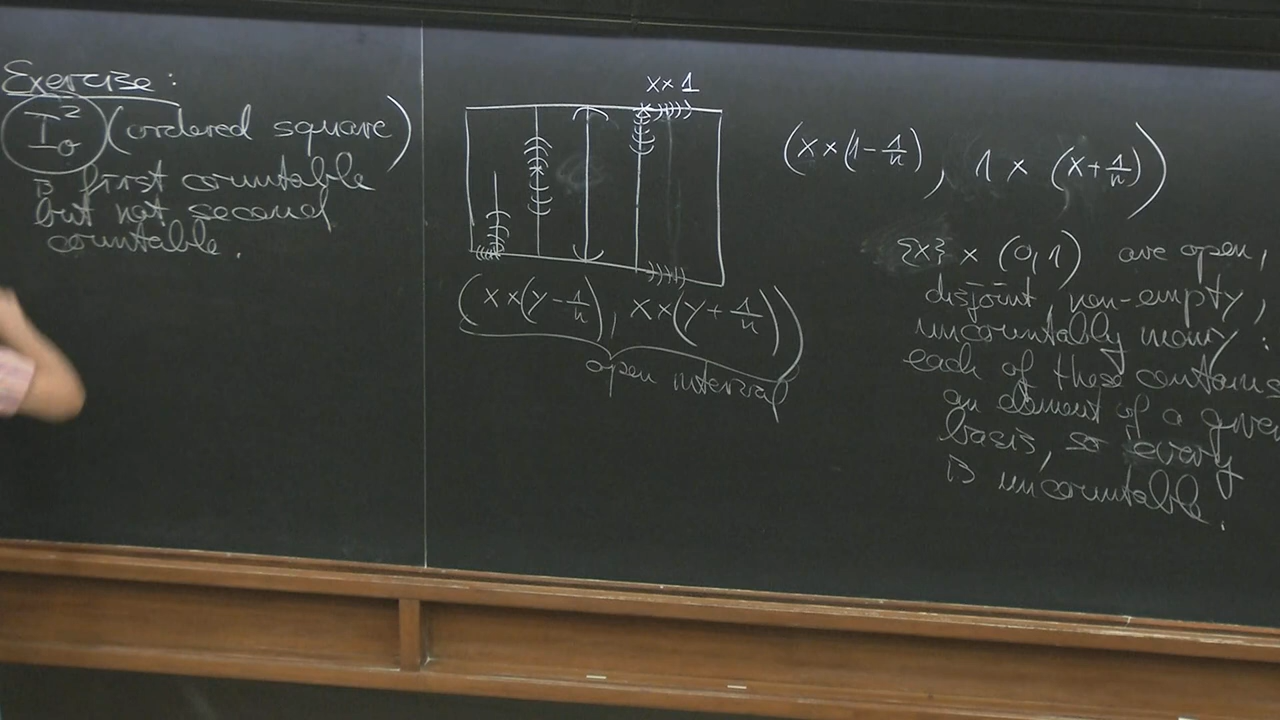 Exercise:
I₀² (ordered square)
is first countable
but not second
countable.
x×1
(x×(y-1/n), x×(y+1/n))
open interval
(x×(1-1/n), 1×(x+1/n))
{x}×(0,1) are open,
disjoint, non-empty,
uncountably many:
each of these contains
an element of a given
basis, so every
is uncountable.